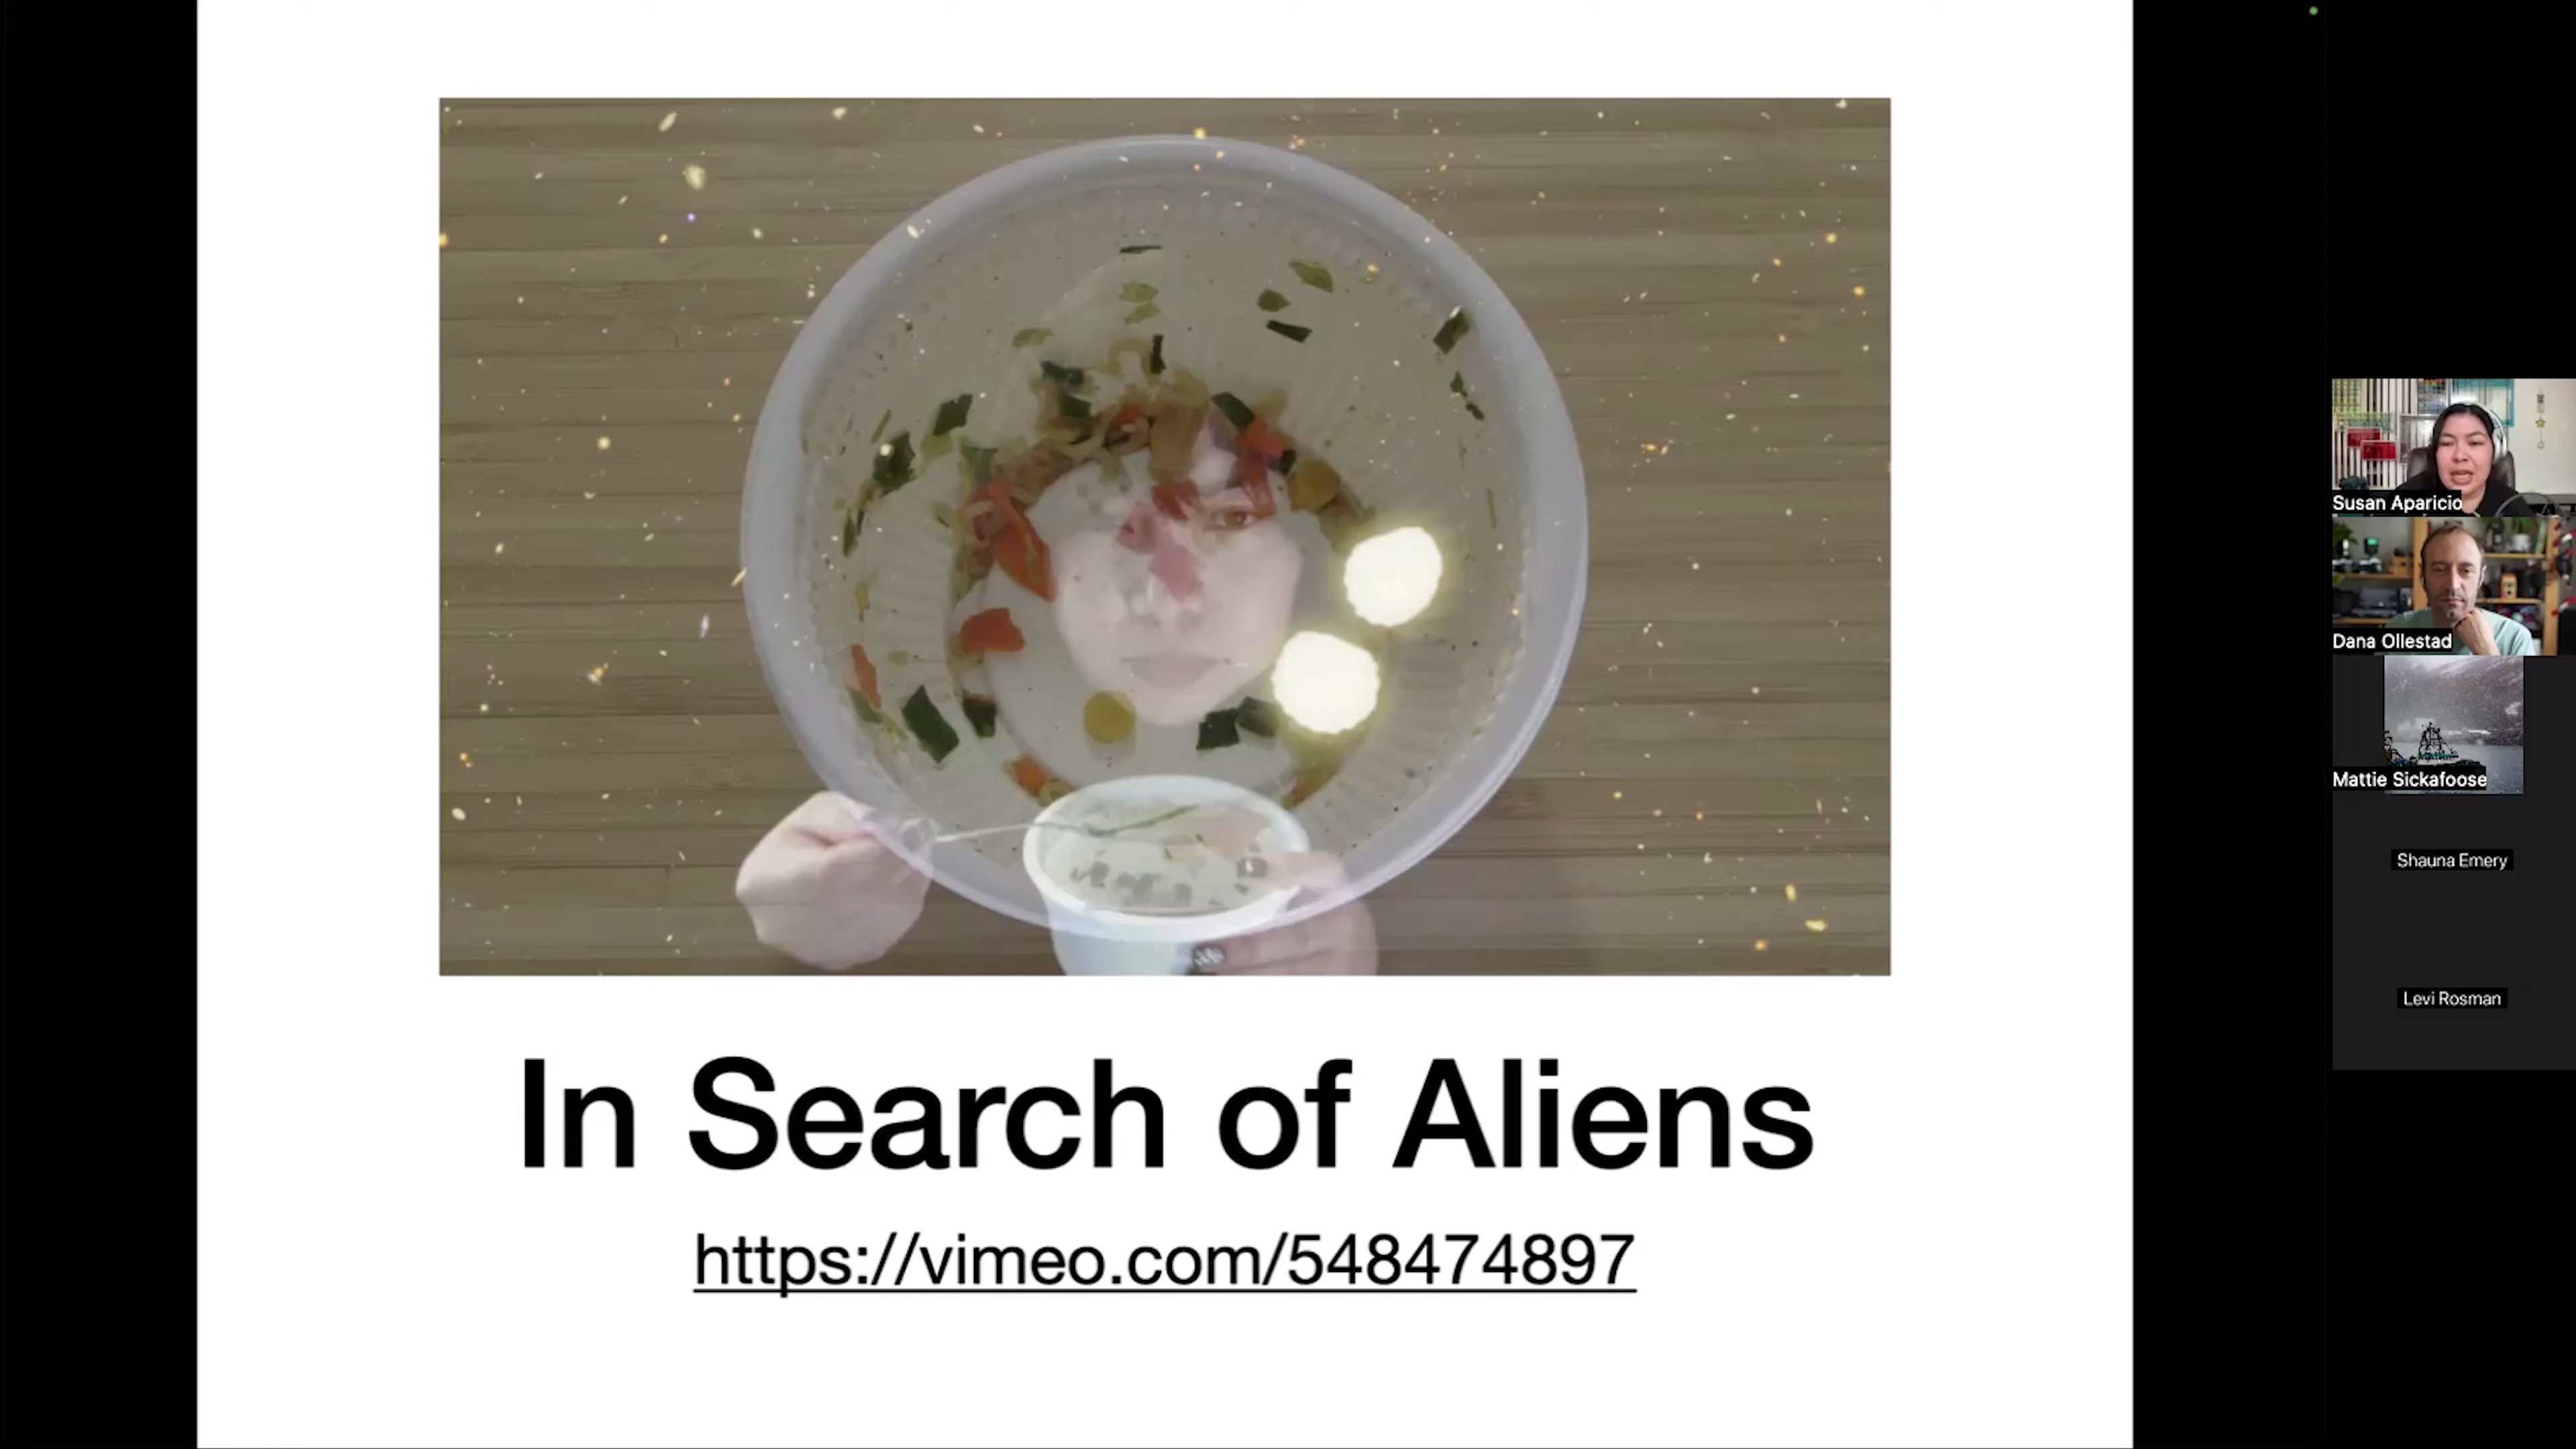 In Search of Aliens
https://vimeo.com/548474897
Susan Aparicio
Dana Ollestad
Mattie Sickafoose
Shauna Emery
Levi Rosman